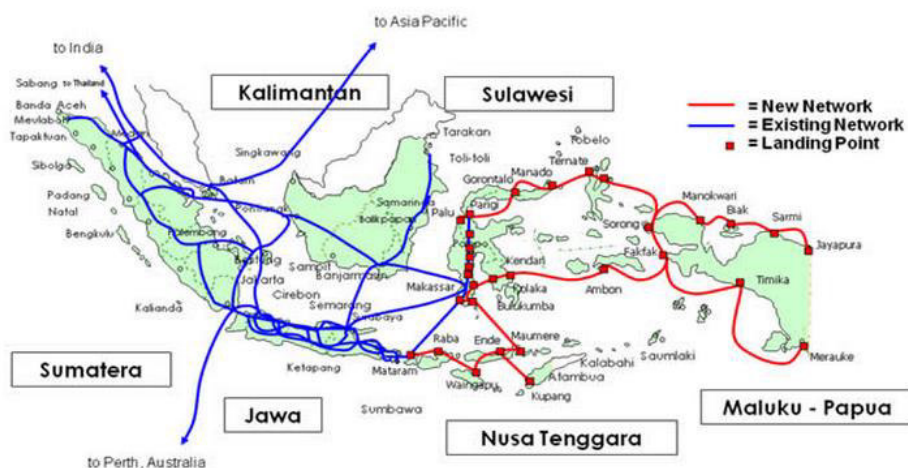 to Asia Pacific
to India
Sabang to Thailand
Kalimantan
Sulawesi
= New Network
= Existing Network
= Landing Point
Banda Aceh
Meulaboh
Medan
Tapaktuan
Sibolga
Padang
Natal
Bengkulu
Singkawang
Batam
Pontianak
Tarakan
Toli-toli
Tobelo
Ternate
Manado
Gorontalo
Samarinda
Balikpapan
Palu
Parigi
Manokwari
Biak
Sarmi
Sorong
Jayapura
Fakfak
Palembang
Kendari
Sampit
Banjarmasin
Jakarta
Makassar
Kolaka
Bulukumba
Ambon
Timika
Kalianda
Cirebon
Semarang
Surabaya
Raba
Ende
Maumere
Kalabahi
Saumlaki
Merauke
Sumatera
Ketapang
Mataram
Waingapu
Atambua
Kupang
Maluku - Papua
Jawa
Sumbawa
Nusa Tenggara
to Perth, Australia